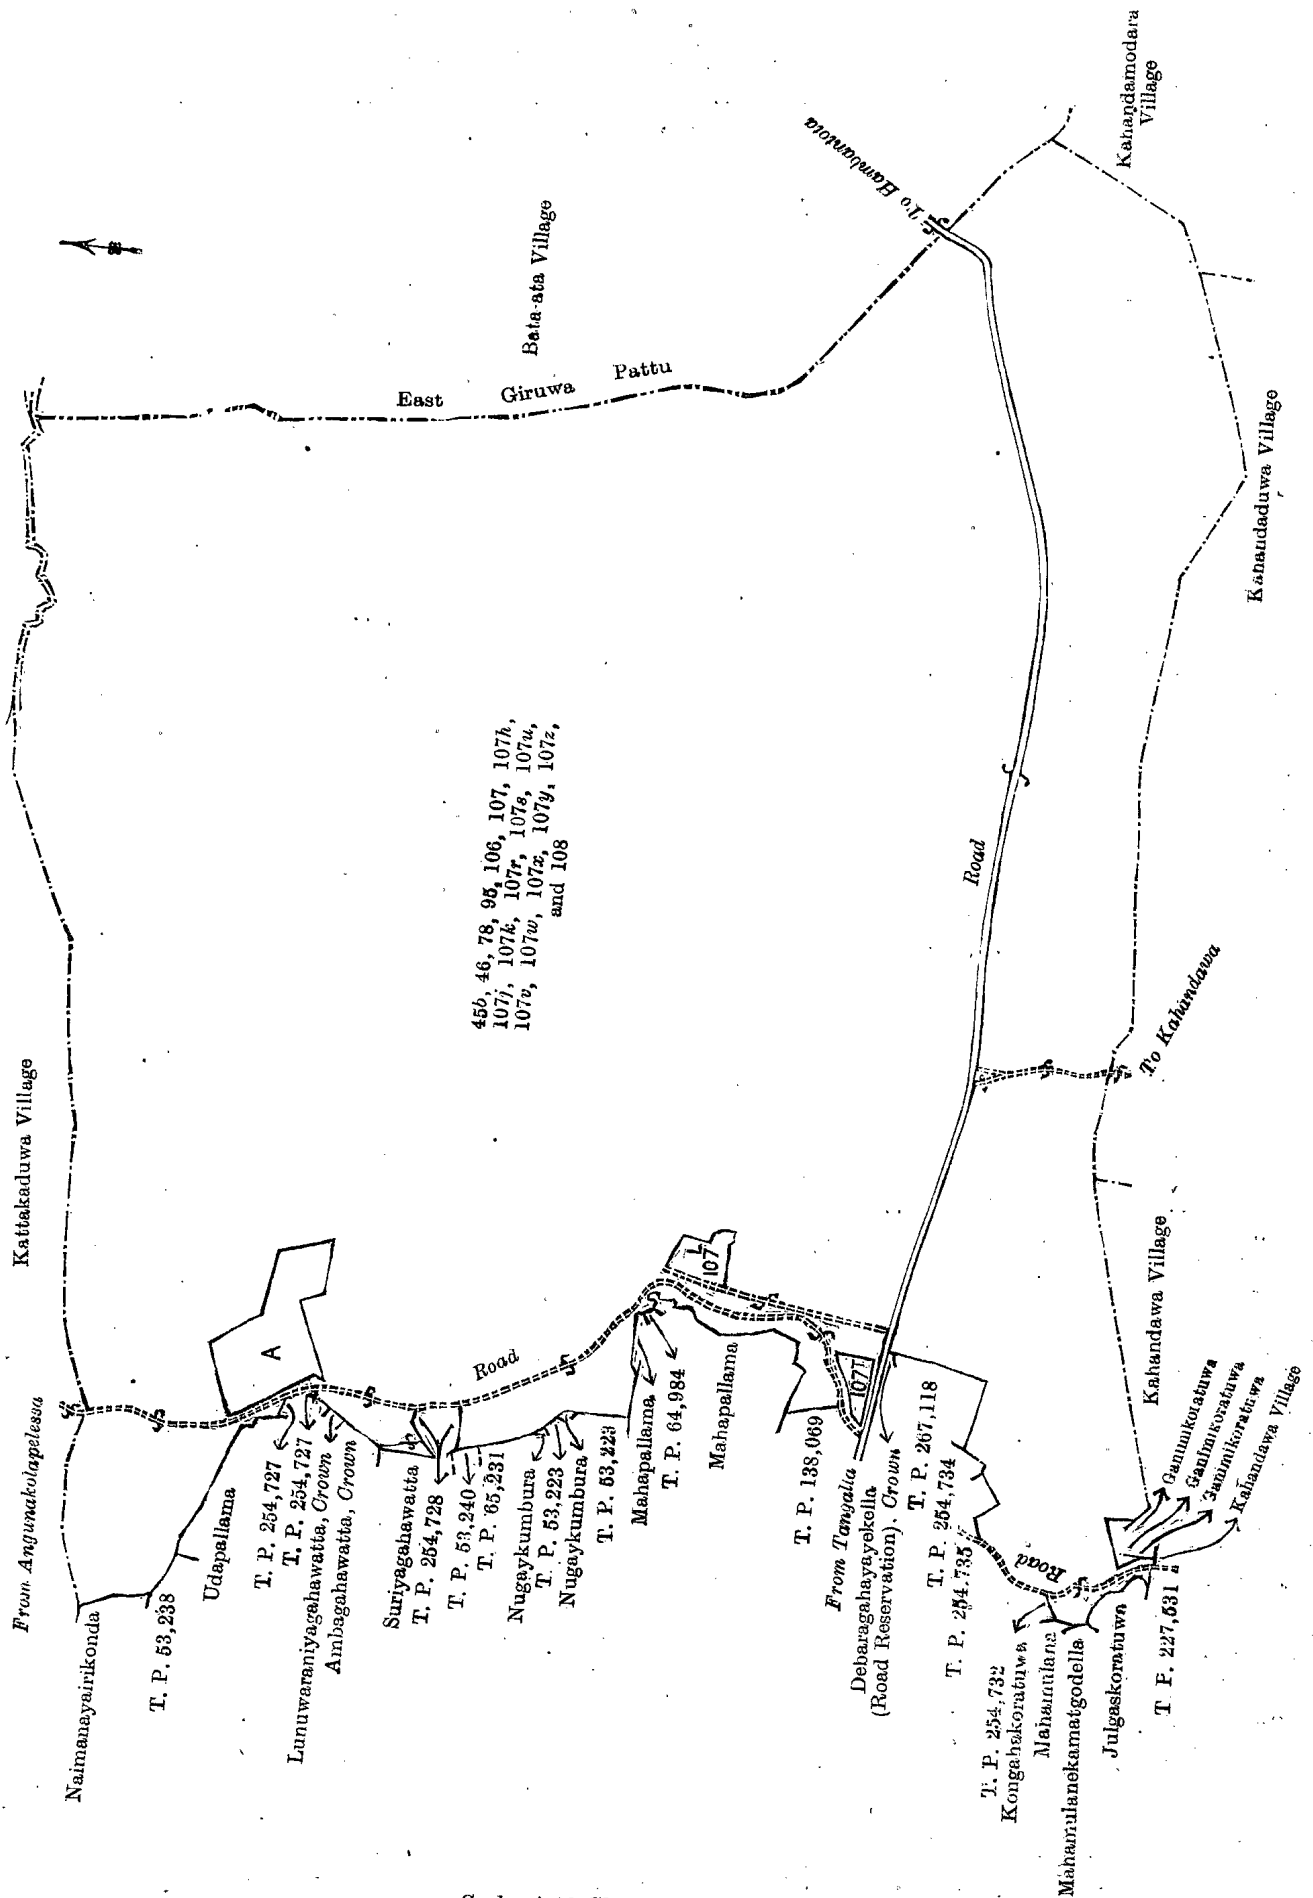 Kattakaduwa Village
From Angunakolapelessa
Naimanayairikonda
T. P. 53,238
Udapallama
A
T. P. 254,727
T. P. 254,727
Lunuwaraniyagahawatta, Crown
Ambagahawatta, Crown
Suriyagahawatta
T. P. 254,728
T. P. 53,240
T. P. 65,231
Road
Nugaykumbura
T. P. 53,223
Nugaykumbura
T. P. 53,223
Mahapallama
T. P. 64,984
Mahapallama
L
107
T. P. 138,069
107
From Tangalla
Debaragahayayekella
(Road Reservation). Crown
T. P. 267,118
T. P. 254,734
T. P. 254,735
Road
T. P. 254,732
Kongahakoratuwa
Mahamulana
Mahamulanekamatgodella
Julgaskoratuwa
T. P. 227,531
Ganimikoratuwa
Ganimikoratuwa
Ganimikoratuwa
Kahandawa Village
Kahandawa Village
To Kahandawa
Road
45b, 46, 78, 95, 106, 107, 107h,
107j, 107k, 107r, 107s, 107u,
107v, 107w, 107x, 107y, 107z,
and 108
East Giruwa Pattu
Bata-ata Village
To Hambantota
Kahandamodara
Village
Kahandaduwa Village